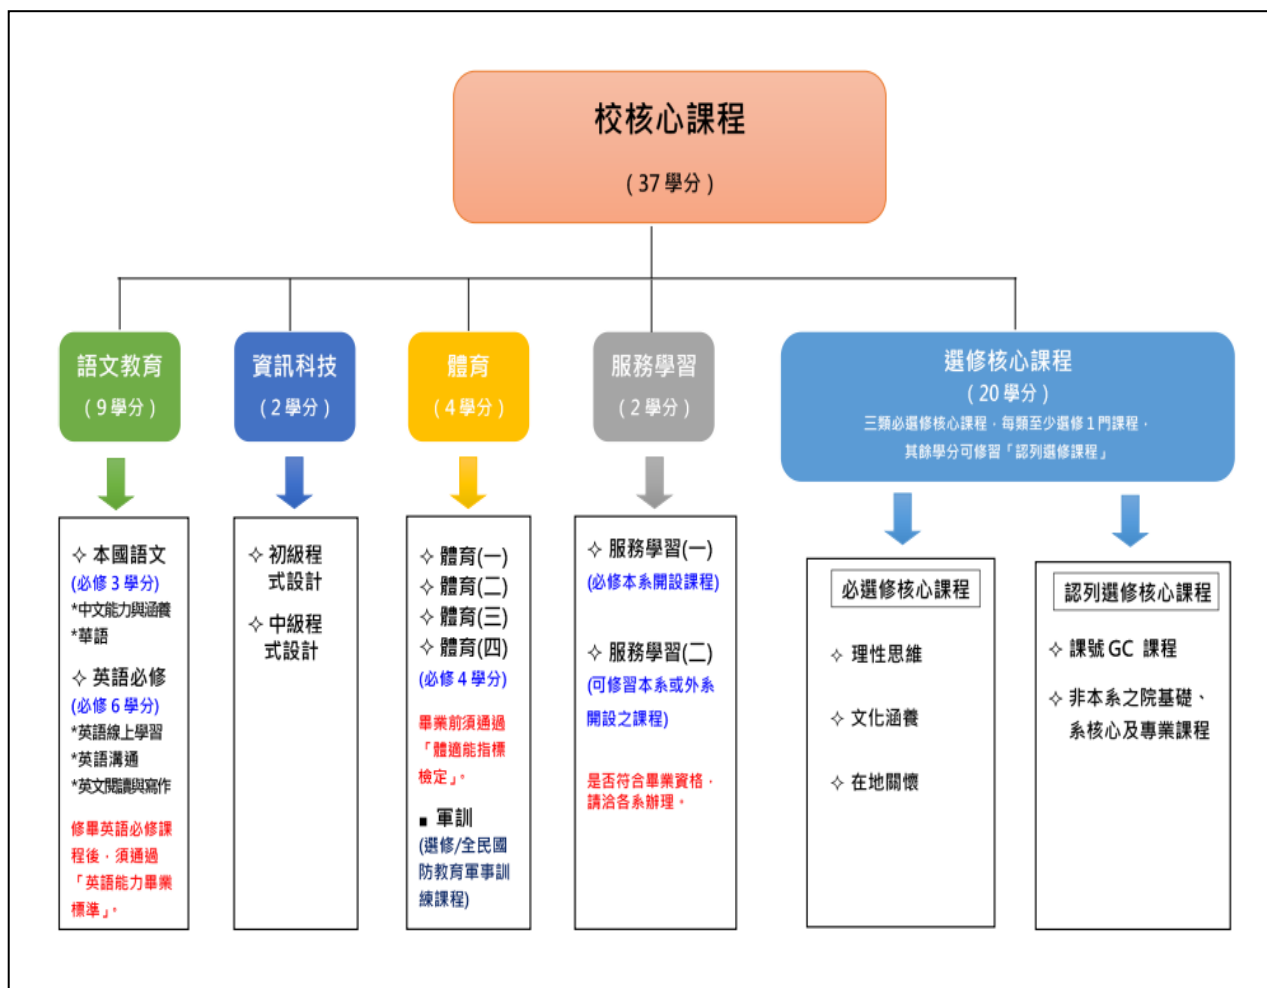 校核心課程
(37 學分)
語文教育
(9 學分)
資訊科技
(2 學分)
體育
(4 學分)
服務學習
(2 學分)
選修核心課程
(20 學分)
三類必選修核心課程，每類至少選修 1 門課程，
其餘學分可修習「認列選修課程」
✧ 本國語文
(必修 3 學分)
*中文能力與涵養
*華語
✧ 英語必修
(必修 6 學分)
*英語線上學習
*英語溝通
*英文閱讀與寫作
修畢英語必修課
程後，須通過
「英語能力畢業
標準」。
✧ 初級程
式設計
✧ 中級程
式設計
✧ 體育(一)
✧ 體育(二)
✧ 體育(三)
✧ 體育(四)
(必修 4 學分)
畢業前須通過
「體適能指標
檢定」。
■ 軍訓
(選修/全民國
防教育軍事訓
練課程)
✧ 服務學習(一)
(必修本系開設課程)
✧ 服務學習(二)
(可修習本系或外系
開設之課程)
是否符合畢業資格，
請洽各系辦理。
必選修核心課程
✧ 理性思維
✧ 文化涵養
✧ 在地關懷
認列選修核心課程
✧ 課號 GC 課程
✧ 非本系之院基礎、
系核心及專業課程